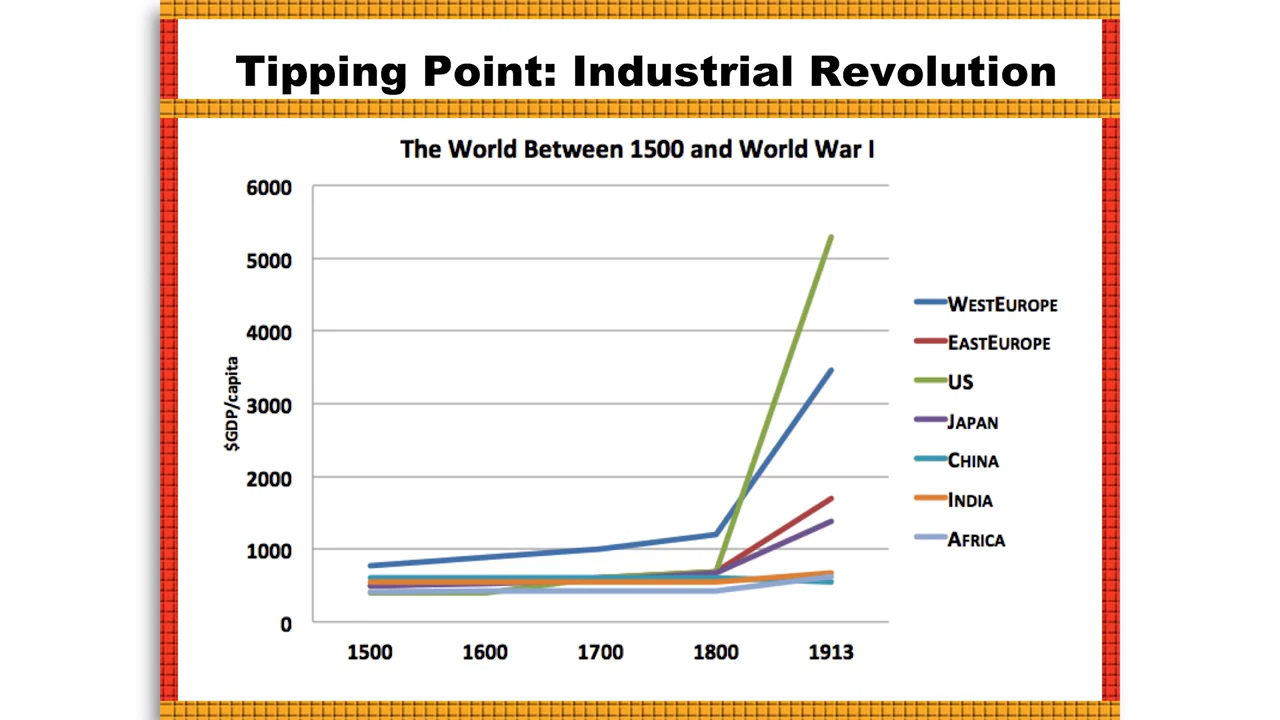 Tipping Point: Industrial Revolution
The World Between 1500 and World War I
6000
5000
4000
3000
2000
1000
0
$GDP/capita
1500 1600 1700 1800 1913
WESTEUROPE
EASTEUROPE
US
JAPAN
CHINA
INDIA
AFRICA